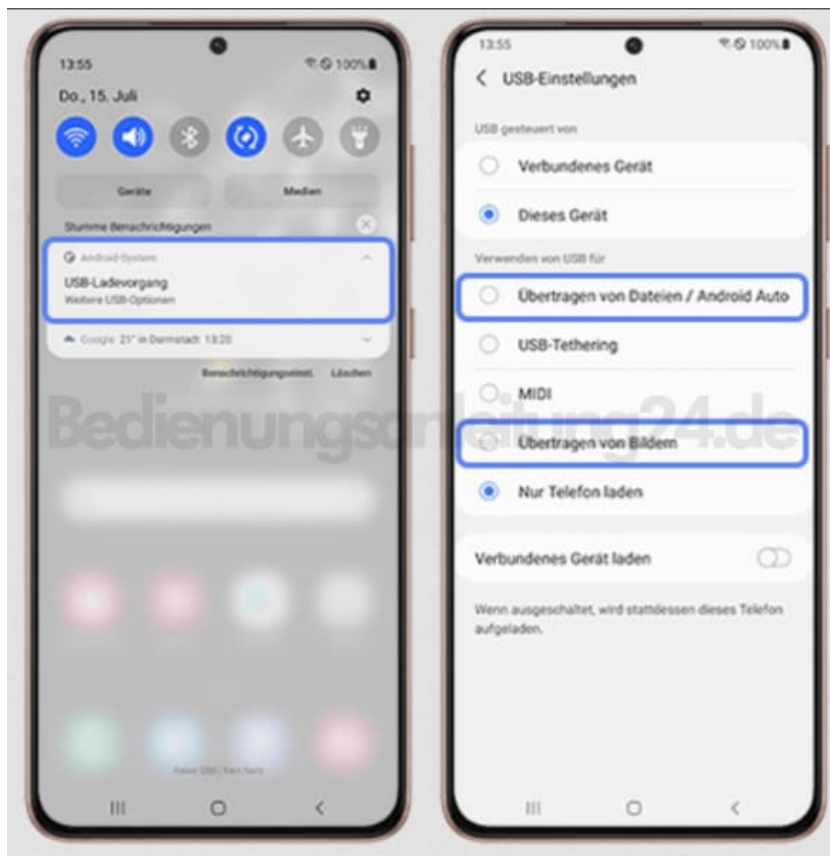 13:55
100%
Do., 15. Juli
Geräte
Medien
Stumme Benachrichtigungen
Android-System
USB-Ladevorgang
Weitere USB-Optionen
Google 21° in Darmstadt 13:20
Benachrichtigungseinst.
Löschen
13:55
100%
USB-Einstellungen
USB gesteuert von
Verbundenes Gerät
Dieses Gerät
Verwenden von USB für
Übertragen von Dateien / Android Auto
USB-Tethering
MIDI
Übertragen von Bildern
Nur Telefon laden
Verbundenes Gerät laden
Wenn ausgeschaltet, wird stattdessen dieses Telefon
aufgeladen.
Bedienungsanleitung24.de